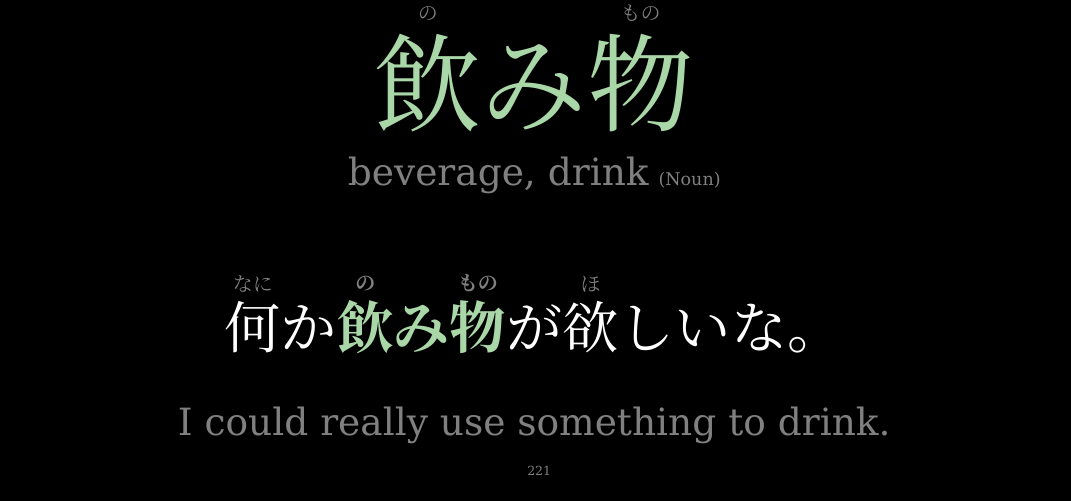 の もの
飲み物
beverage, drink (Noun)
なに の もの ほ
何か飲み物が欲しいな。
I could really use something to drink.
221